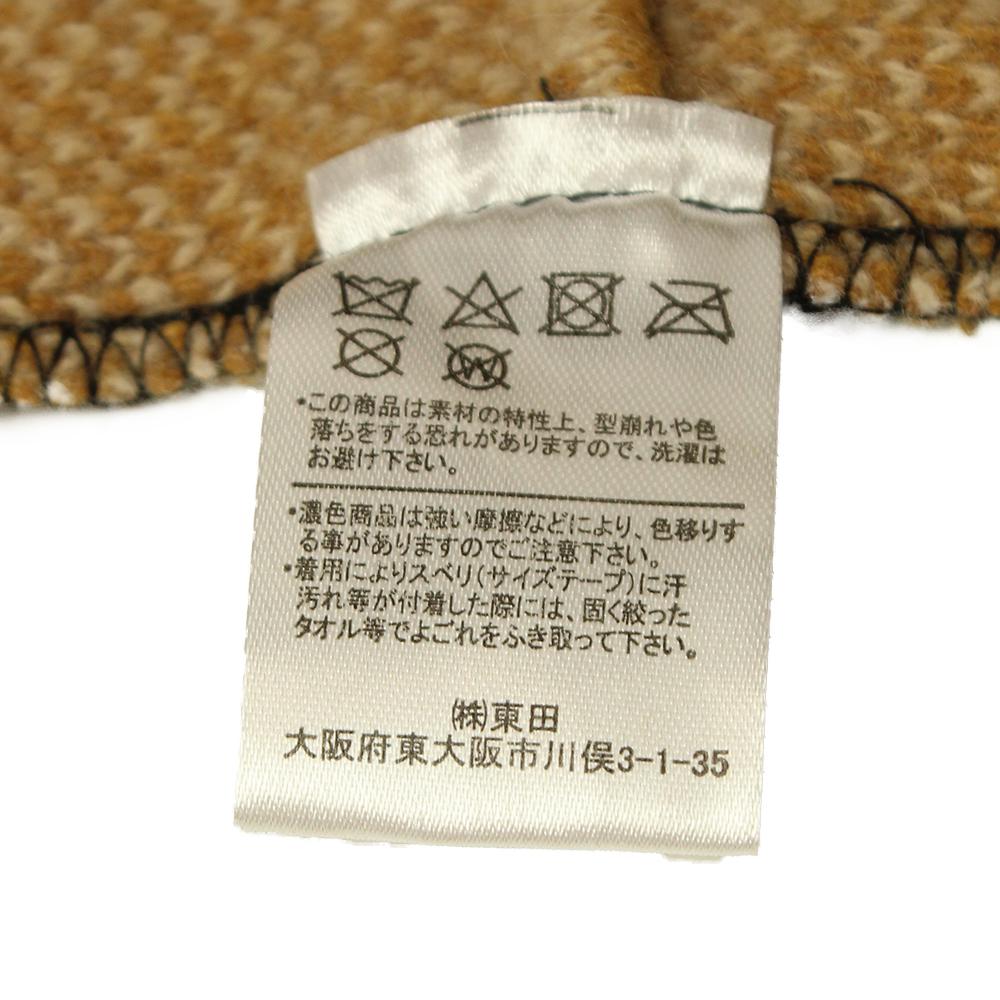 ・この商品は素材の特性上、型崩れや色
落ちをする恐れがありますので、洗濯は
お避け下さい。
・濃色商品は強い摩擦などにより、色移りす
る事がありますのでご注意下さい。
・着用によりスベリ(サイズテープ)に汗
汚れ等が付着した際には、固く絞った
タオル等でよごれをふき取って下さい。
㈱東田
大阪府東大阪市川俣3-1-35